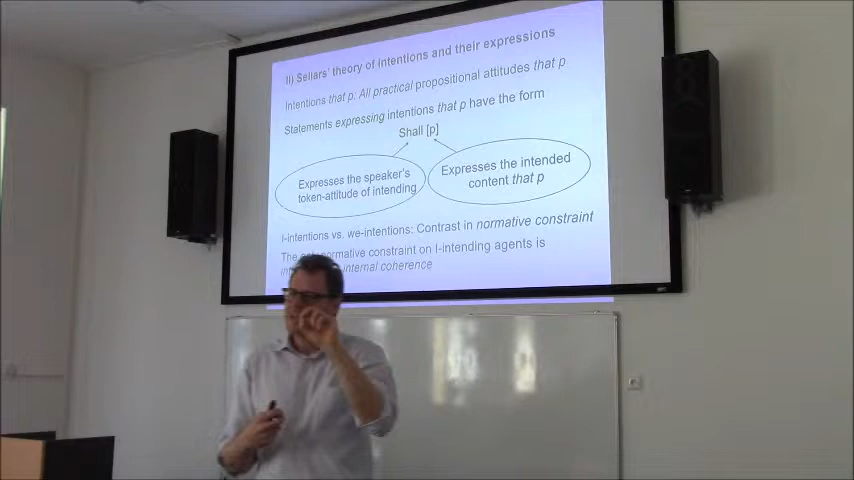 II) Sellars' theory of intentions and their expressions
Intentions that p: All practical propositional attitudes that p
Statements expressing intentions that p have the form
Shall [p]
Expresses the speaker's
token-attitude of intending
Expresses the intended
content that p
I-intentions vs. we-intentions: Contrast in normative constraint
The normative constraint on I-intending agents is
internal coherence